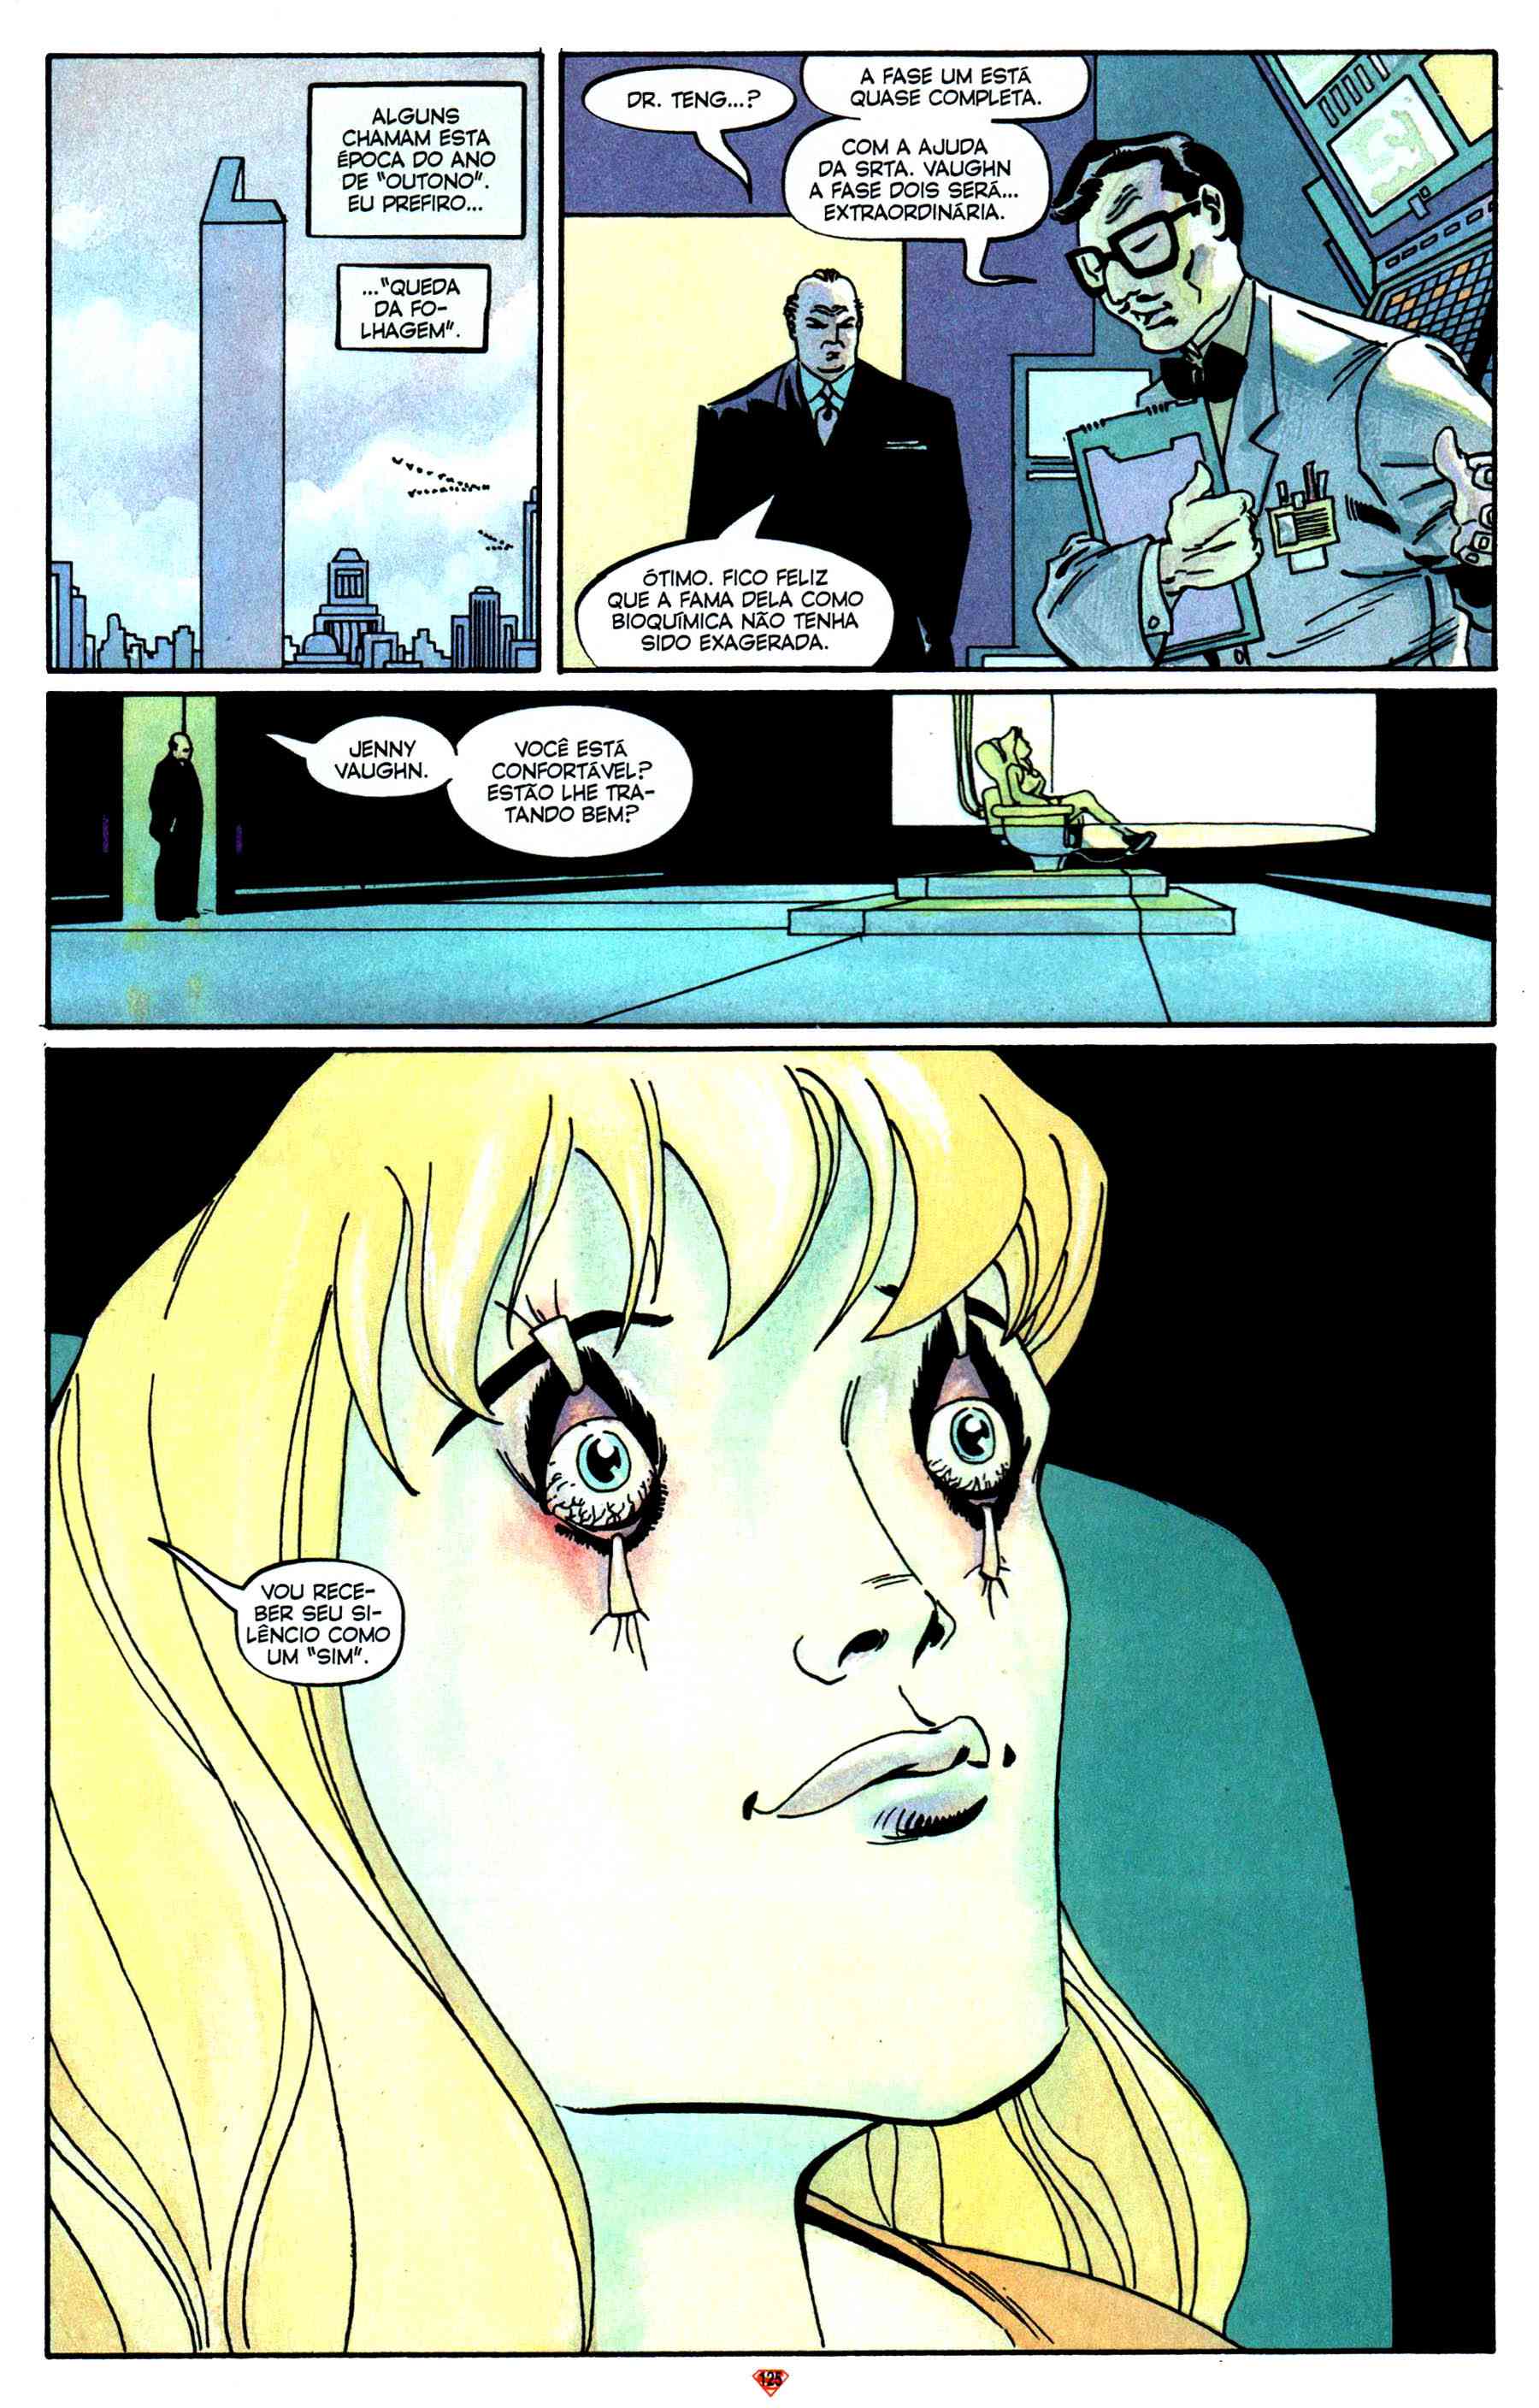 ALGUNS
CHAMAM ESTA
ÉPOCA DO ANO
DE "OUTONO".
EU PREFIRO...
..."QUEDA
DA FO-
LHAGEM".
DR. TENG...?
A FASE UM ESTÁ
QUASE COMPLETA.
COM A AJUDA
DA SRTA. VAUGHN
A FASE DOIS SERÁ...
EXTRAORDINÁRIA.
ÓTIMO. FICO FELIZ
QUE A FAMA DELA COMO
BIOQUÍMICA NÃO TENHA
SIDO EXAGERADA.
JENNY
VAUGHN.
VOCÊ ESTÁ
CONFORTÁVEL?
ESTÃO LHE TRA-
TANDO BEM?
VOU RECE-
BER SEU SI-
LÊNCIO COMO
UM "SIM".
125